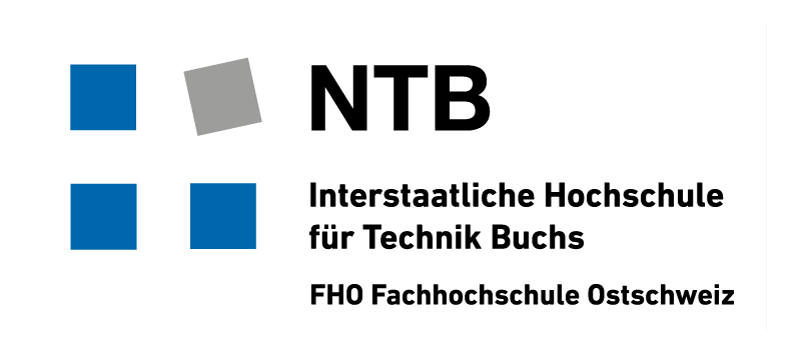 NTB
Interstaatliche Hochschule
für Technik Buchs
FHO Fachhochschule Ostschweiz